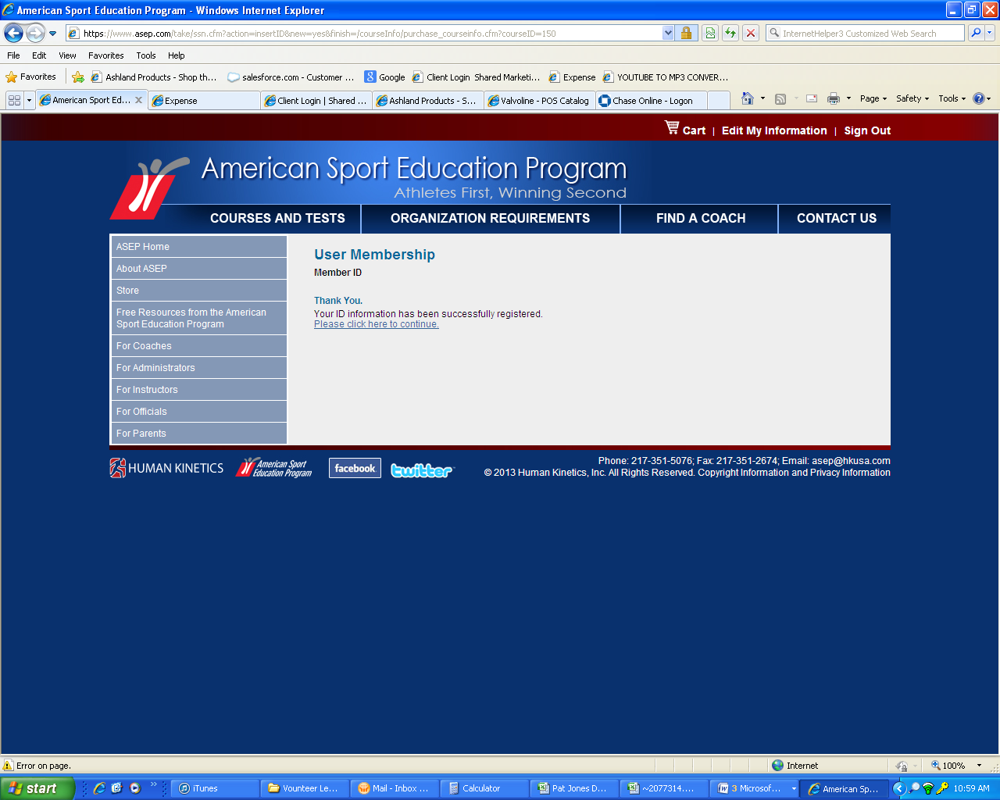 American Sport Education Program - Windows Internet Explorer
https://www.asep.com/take/ssn.cfm?action=insertID&new=yes&finish=/courseInfo/purchase_courseinfo.cfm?courseID=150
InternetHelper3 Customized Web Search
File Edit View Favorites Tools Help
Favorites Ashland Products - Shop th... salesforce.com - Customer ... Google Client Login Shared Marketi... Expense YOUTUBE TO MP3 CONVER...
American Sport Ed... Expense Client Login | Shared ... Ashland Products - S... Valvoline - POS Catalog Chase Online - Logon Page Safety Tools
Cart | Edit My Information | Sign Out
American Sport Education Program
Athletes First, Winning Second
COURSES AND TESTS ORGANIZATION REQUIREMENTS FIND A COACH CONTACT US
ASEP Home
About ASEP
Store
Free Resources from the American
Sport Education Program
For Coaches
For Administrators
For Instructors
For Officials
For Parents
User Membership
Member ID
Thank You.
Your ID information has been successfully registered.
Please click here to continue.
HUMAN KINETICS
American Sport
Education Program
facebook
twitter
Phone: 217-351-5076; Fax: 217-351-2674; Email: asep@hkusa.com
© 2013 Human Kinetics, Inc. All Rights Reserved. Copyright Information and Privacy Information
Error on page. Internet 100%
start iTunes Vounteer Le... Mail - Inbox ... Calculator Pat Jones D... ~2077314.... 3 Microsof... American Sp... 10:59 AM